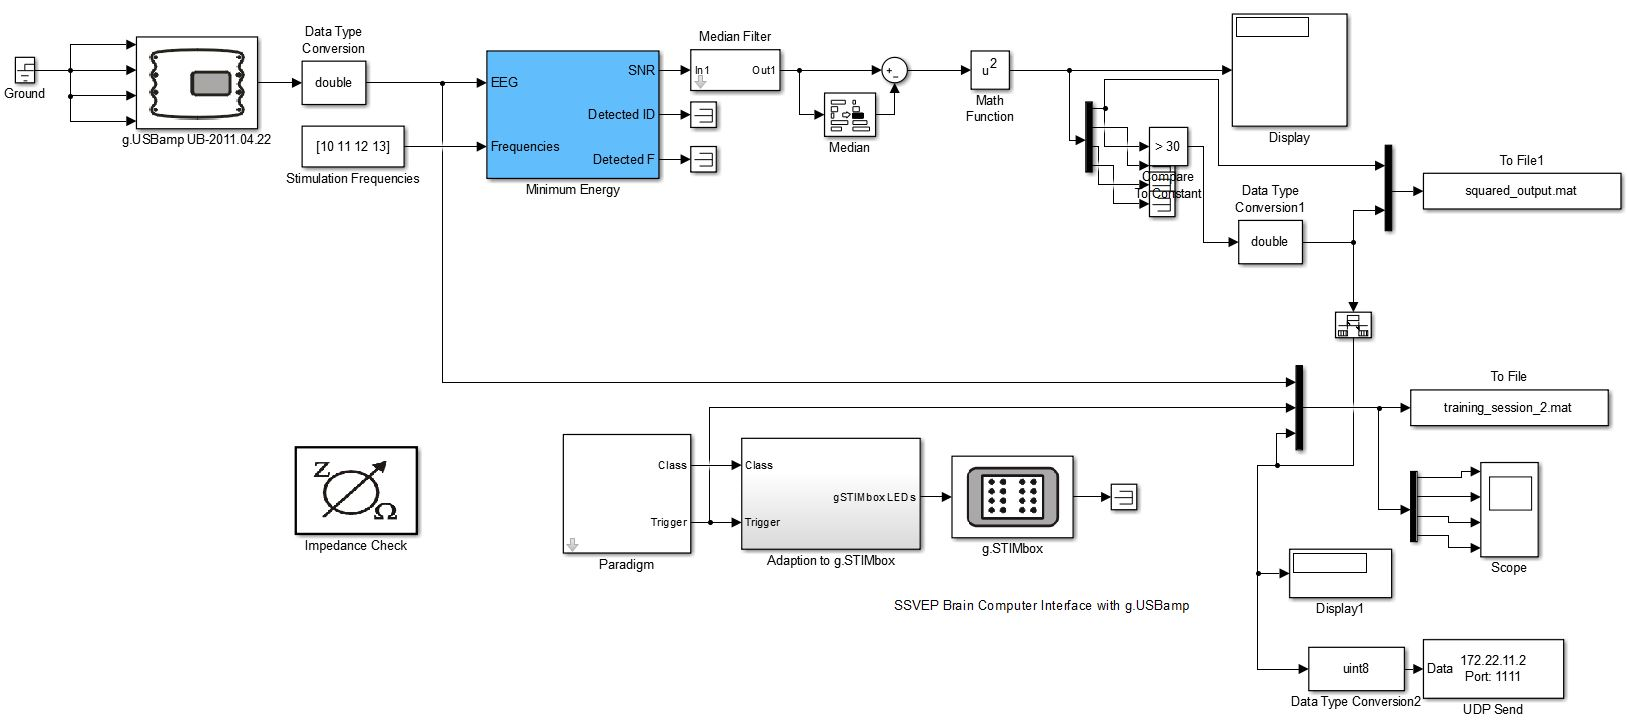 Ground
g.USBamp UB-2011.04.22
Data Type
Conversion
double
[10 11 12 13]
Stimulation Frequencies
EEG
Frequencies
SNR
Detected ID
Detected F
Minimum Energy
Median Filter
In1
Out1
Median
+
-
u2
Math
Function
Display
> 30
Compare
To Constant
Data Type
Conversion1
double
To File1
squared_output.mat
To File
training_session_2.mat
Z
Ω
Impedance Check
Class
Trigger
Paradigm
Class
Trigger
gSTIMbox LEDs
Adaption to g.STIMbox
g.STIMbox
Scope
Display1
SSVEP Brain Computer Interface with g.USBamp
uint8
Data Type Conversion2
Data
172.22.11.2
Port: 1111
UDP Send